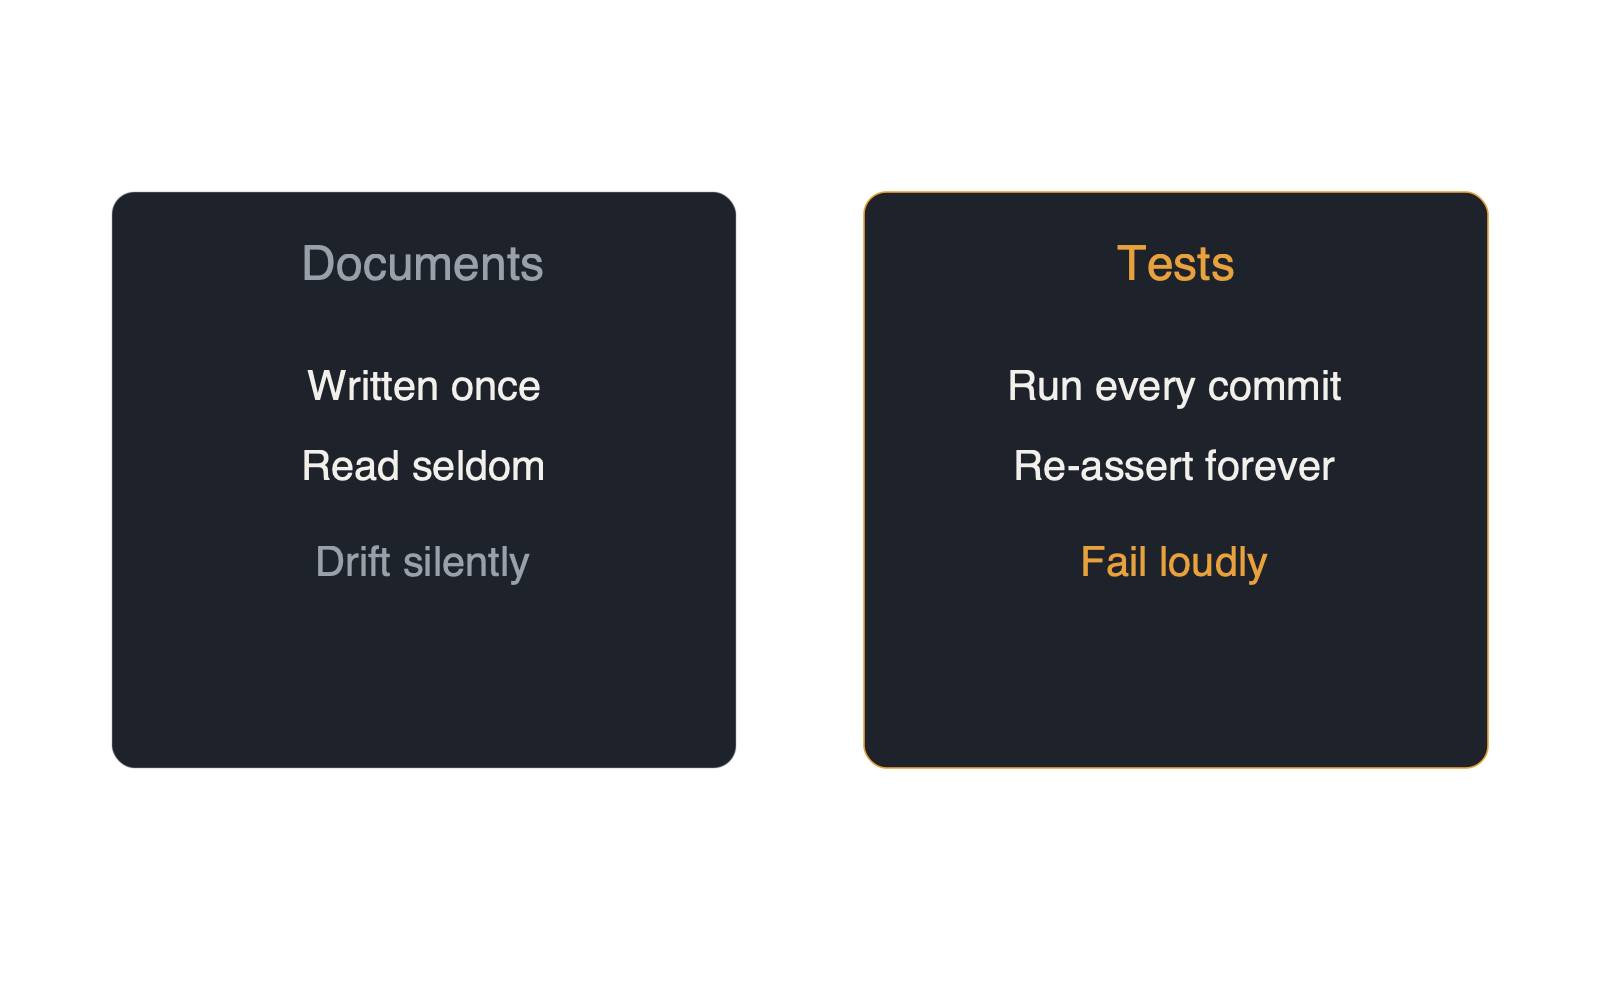 Documents
Written once
Read seldom
Drift silently
Tests
Run every commit
Re-assert forever
Fail loudly